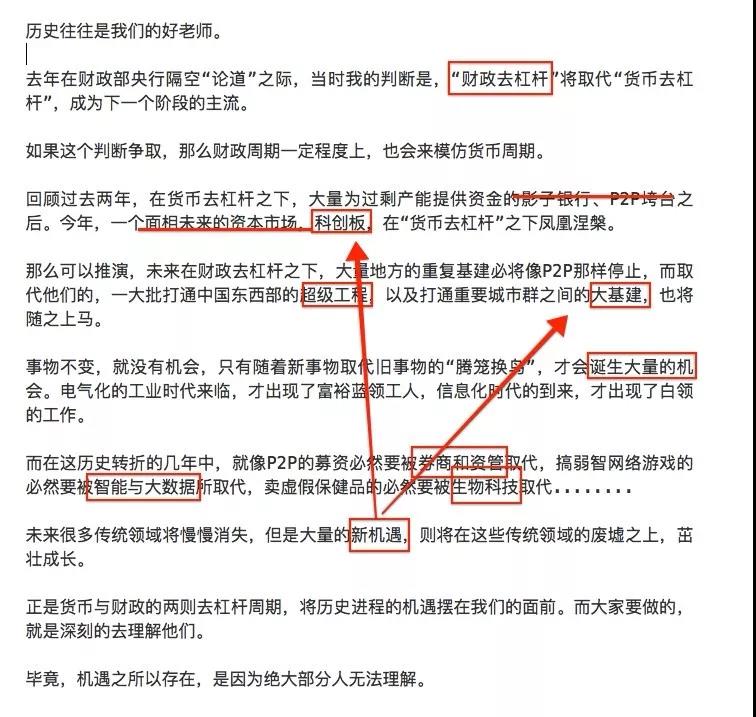 历史往往是我们的好老师。
去年在财政部央行隔空“论道”之际，当时我的判断是，“财政去杠杆”将取代“货币去杠
杆”，成为下一个阶段的主流。
如果这个判断争取，那么财政周期一定程度上，也会来模仿货币周期。
回顾过去两年，在货币去杠杆之下，大量为过剩产能提供资金的影子银行、P2P垮台之
后。今年，一个面相未来的资本市场，科创板，在“货币去杠杆”之下凤凰涅槃。
那么可以推演，未来在财政去杠杆之下，大量地方的重复基建必将像P2P那样停止，而取
代他们的，一大批打通中国东西部的超级工程，以及打通重要城市群之间的大基建，也将
随之上马。
事物不变，就没有机会，只有随着新事物取代旧事物的“腾笼换鸟”，才会诞生大量的机
会。电气化的工业时代来临，才出现了富裕蓝领工人，信息化时代的到来，才出现了白领
的工作。
而在这历史转折的几年中，就像P2P的募资必然要被券商和资管取代，搞弱智网络游戏的
必然要被智能与大数据所取代，卖虚假保健品的必然要被生物科技取代........
未来很多传统领域将慢慢消失，但是大量的新机遇，则将在这些传统领域的废墟之上，茁
壮成长。
正是货币与财政的两则去杠杆周期，将历史进程的机遇摆在我们的面前。而大家要做的，
就是深刻的去理解他们。
毕竟，机遇之所以存在，是因为绝大部分人无法理解。